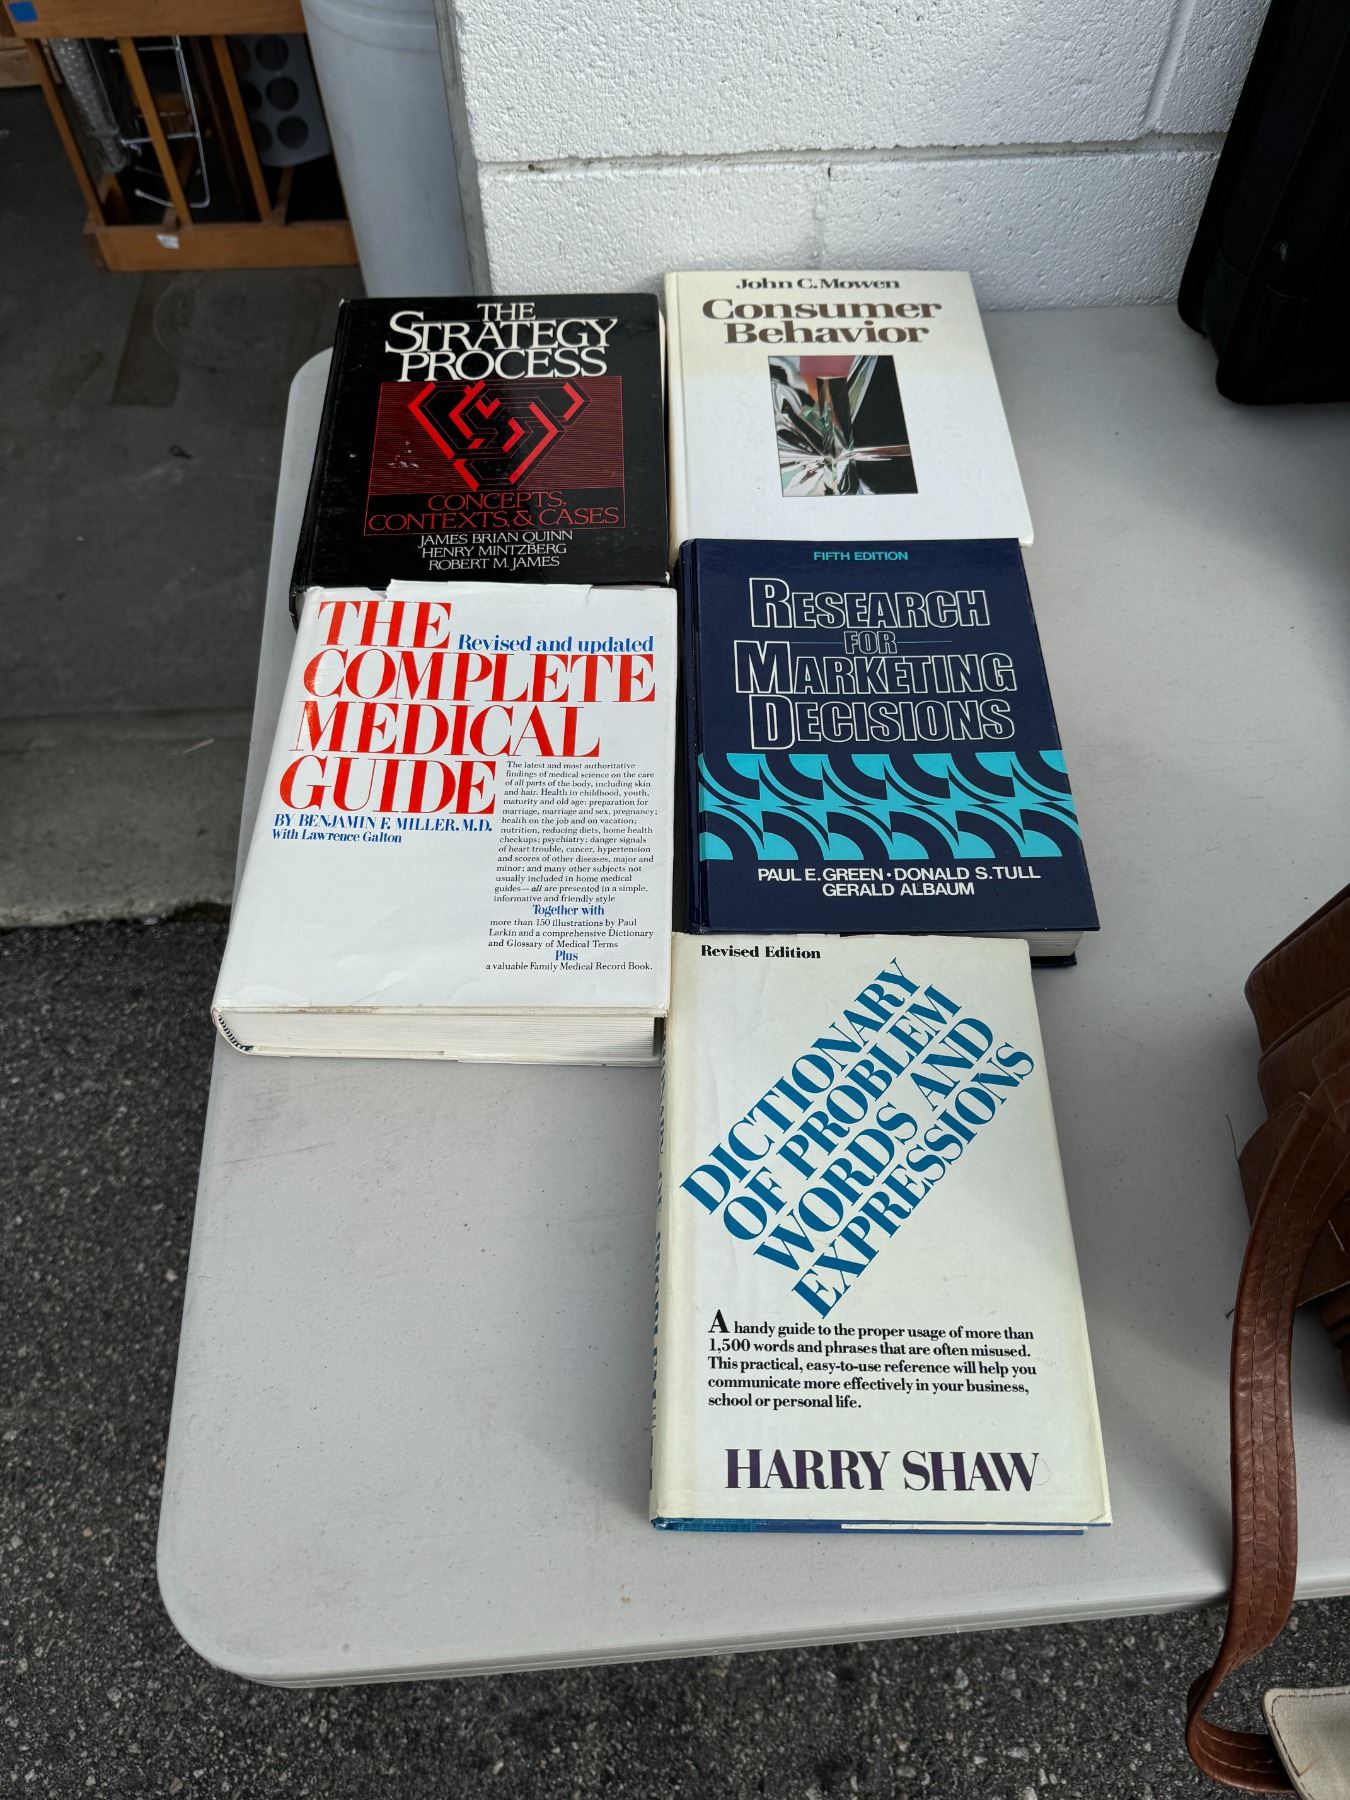 THE
STRATEGY
PROCESS
CONCEPTS,
CONTEXTS, & CASES
JAMES BRIAN QUINN
HENRY MINTZBERG
ROBERT M. JAMES
John C. Mowen
Consumer
Behavior
THE
Revised and updated
COMPLETE
MEDICAL
GUIDE
BY BENJAMIN F. MILLER, M.D.
With Lawrence Galton
The latest and most authoritative
findings of medical science on the care
of all parts of the body, including skin
and hair. Health in childhood, youth,
maturity and old age; preparation for
marriage, marriage and sex, pregnancy;
health on the job and on vacation;
nutrition, reducing diets, home health
checkups; psychiatry; danger signals
of heart trouble, cancer, hypertension
and scores of other diseases, major and
minor; and many other subjects not
usually included in home medical
guides—all are presented in a simple,
informative and friendly style
Together with
more than 150 illustrations by Paul
Larkin and a comprehensive Dictionary
and Glossary of Medical Terms
Plus
a valuable Family Medical Record Book.
FIFTH EDITION
RESEARCH
FOR
MARKETING
DECISIONS
PAUL E. GREEN • DONALD S. TULL
GERALD ALBAUM
Revised Edition
DICTIONARY
OF PROBLEM
WORDS AND
EXPRESSIONS
A handy guide to the proper usage of more than
1,500 words and phrases that are often misused.
This practical, easy-to-use reference will help you
communicate more effectively in your business,
school or personal life.
HARRY SHAW